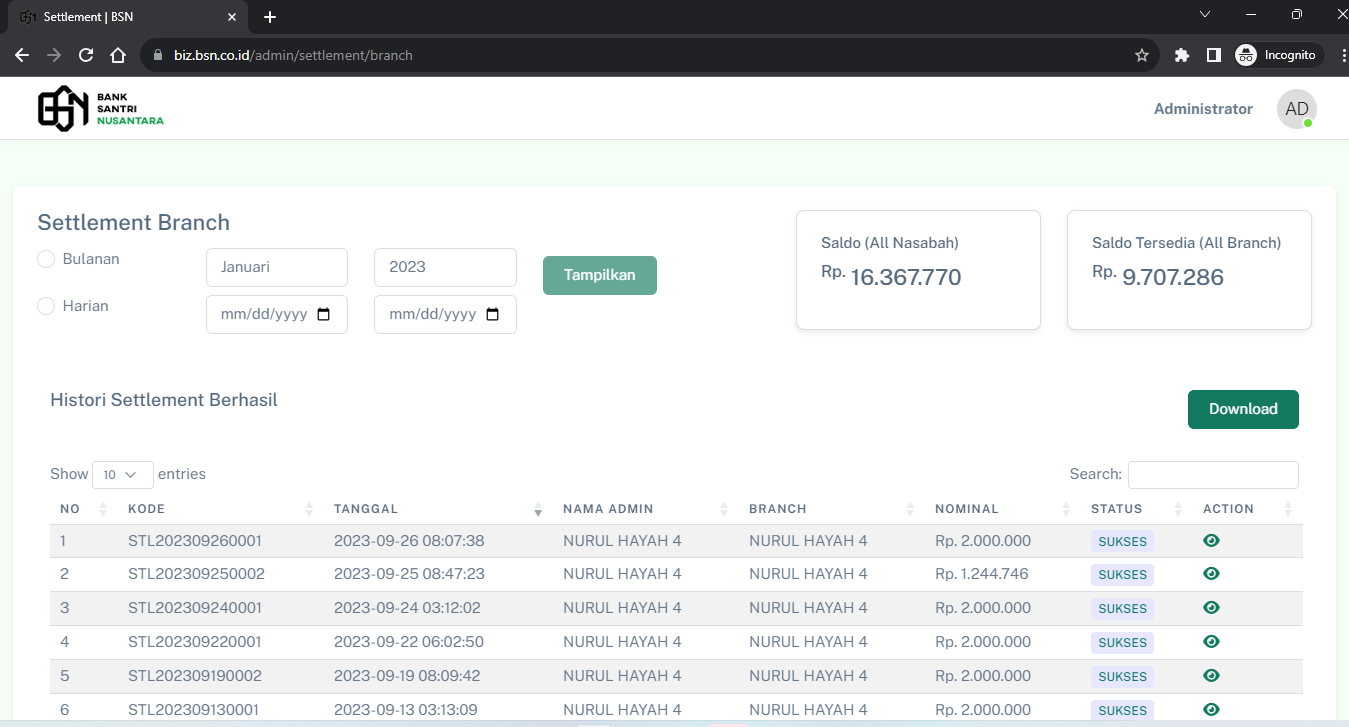 Settlement | BSN
biz.bsn.co.id/admin/settlement/branch
Incognito
BANK
SANTRI
NUSANTARA
Administrator
AD
Settlement Branch
Bulanan
Januari
2023
Tampilkan
Harian
mm/dd/yyyy
mm/dd/yyyy
Saldo (All Nasabah)
Rp. 16.367.770
Saldo Tersedia (All Branch)
Rp. 9.707.286
Histori Settlement Berhasil
Download
Show 10 entries
Search:
NO KODE TANGGAL NAMA ADMIN BRANCH NOMINAL STATUS ACTION
1 STL202309260001 2023-09-26 08:07:38 NURUL HAYAH 4 NURUL HAYAH 4 Rp. 2.000.000 SUKSES
2 STL202309250002 2023-09-25 08:47:23 NURUL HAYAH 4 NURUL HAYAH 4 Rp. 1.244.746 SUKSES
3 STL202309240001 2023-09-24 03:12:02 NURUL HAYAH 4 NURUL HAYAH 4 Rp. 2.000.000 SUKSES
4 STL202309220001 2023-09-22 06:02:50 NURUL HAYAH 4 NURUL HAYAH 4 Rp. 2.000.000 SUKSES
5 STL202309190002 2023-09-19 08:09:42 NURUL HAYAH 4 NURUL HAYAH 4 Rp. 2.000.000 SUKSES
6 STL202309130001 2023-09-13 03:13:09 NURUL HAYAH 4 NURUL HAYAH 4 Rp. 2.000.000 SUKSES